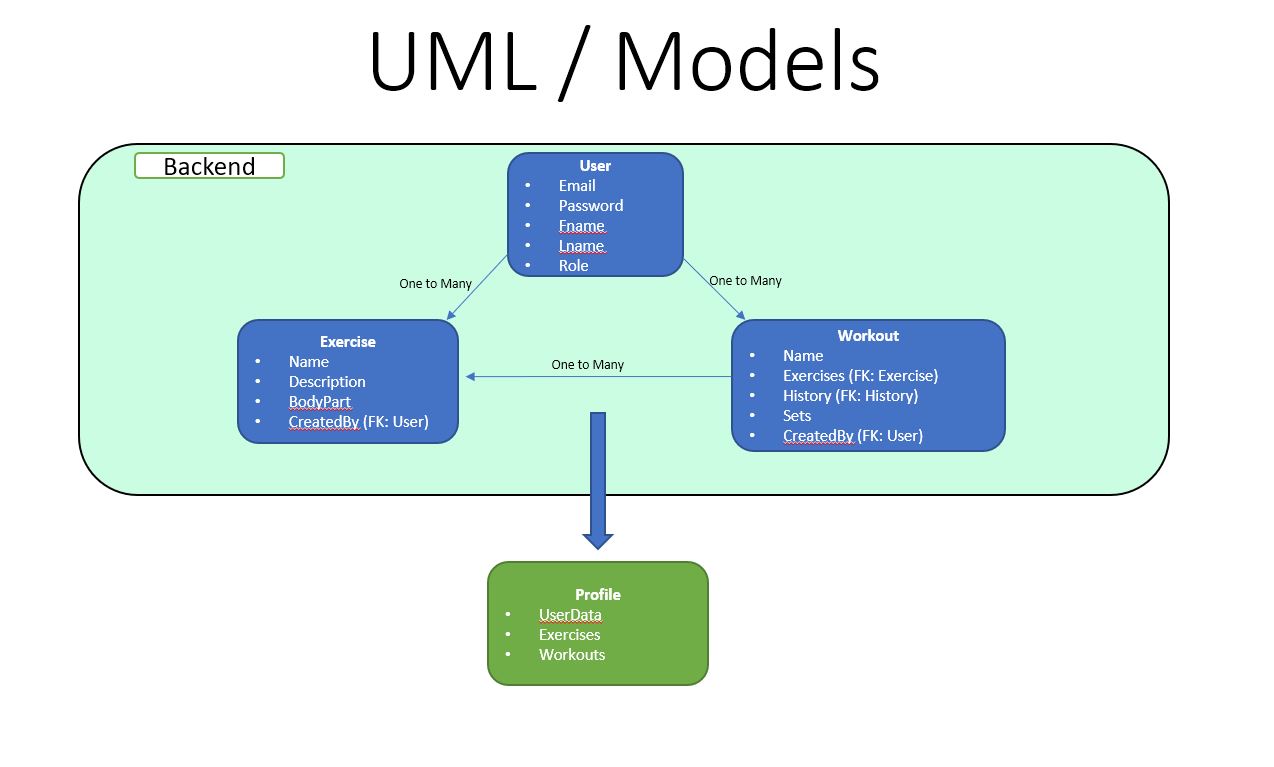 UML / Models
Backend
User
• Email
• Password
• Fname
• Lname
• Role
One to Many
One to Many
Exercise
• Name
• Description
• BodyPart
• CreatedBy (FK: User)
One to Many
Workout
• Name
• Exercises (FK: Exercise)
• History (FK: History)
• Sets
• CreatedBy (FK: User)
Profile
• UserData
• Exercises
• Workouts